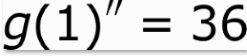 g(1)'' = 36